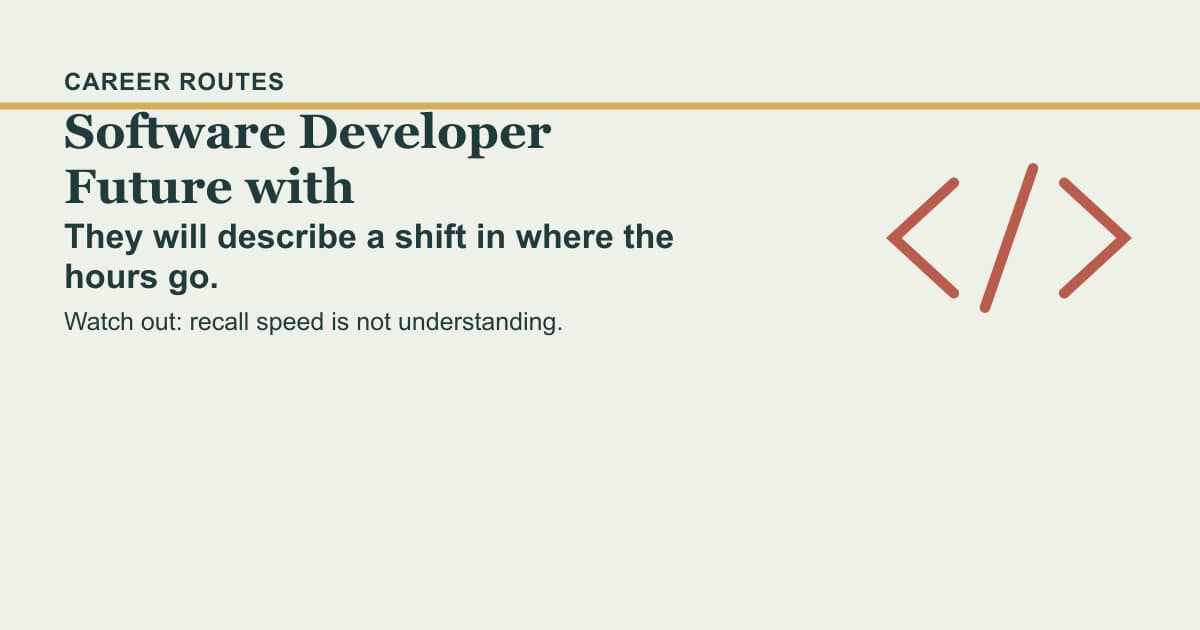 CAREER ROUTES
Software Developer
Future with
They will describe a shift in where the
hours go.
Watch out: recall speed is not understanding.